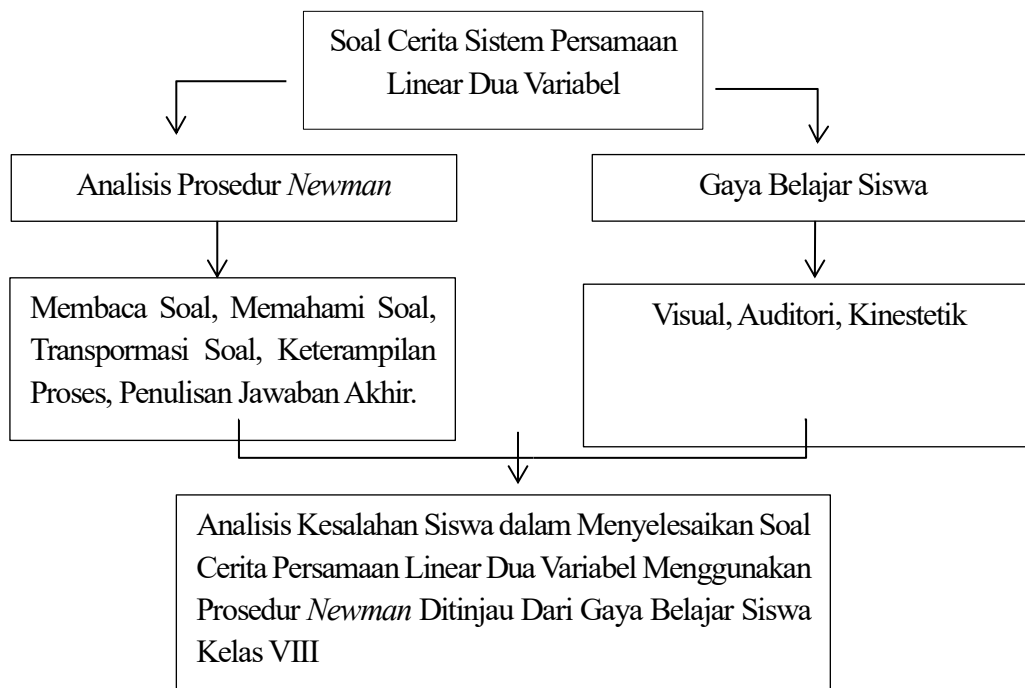 Soal Cerita Sistem Persamaan
Linear Dua Variabel
Analisis Prosedur Newman
Gaya Belajar Siswa
Membaca Soal, Memahami Soal,
Transpormasi Soal, Keterampilan
Proses, Penulisan Jawaban Akhir.
Visual, Auditori, Kinestetik
Analisis Kesalahan Siswa dalam Menyelesaikan Soal
Cerita Persamaan Linear Dua Variabel Menggunakan
Prosedur Newman Ditinjau Dari Gaya Belajar Siswa
Kelas VIII